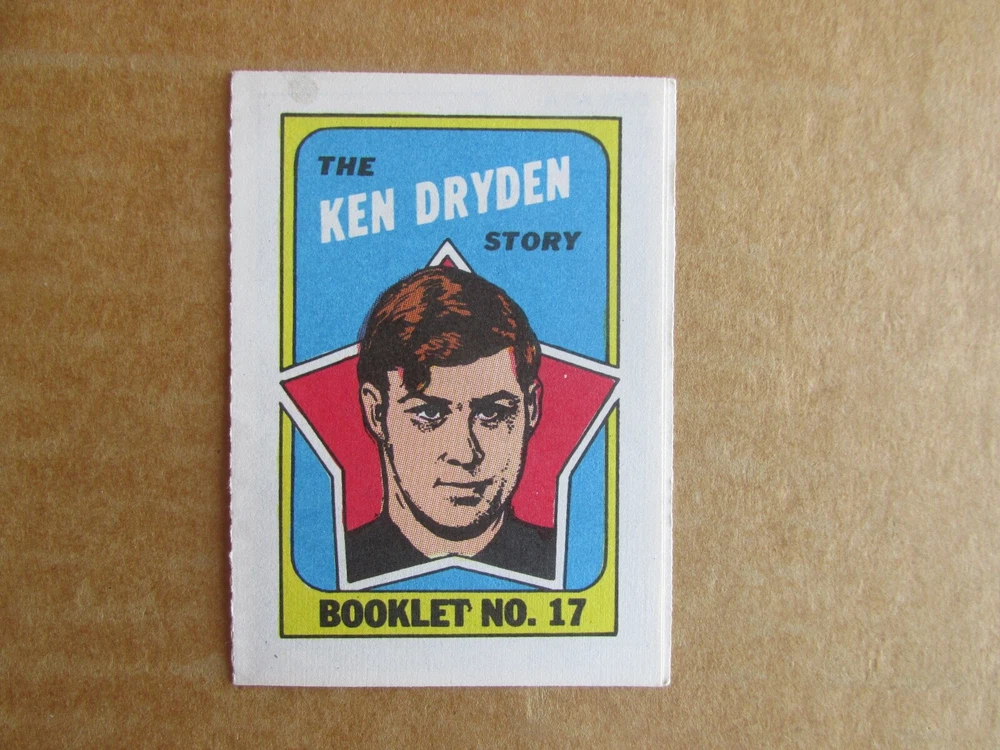 THE
KEN DRYDEN
STORY
BOOKLET NO. 17